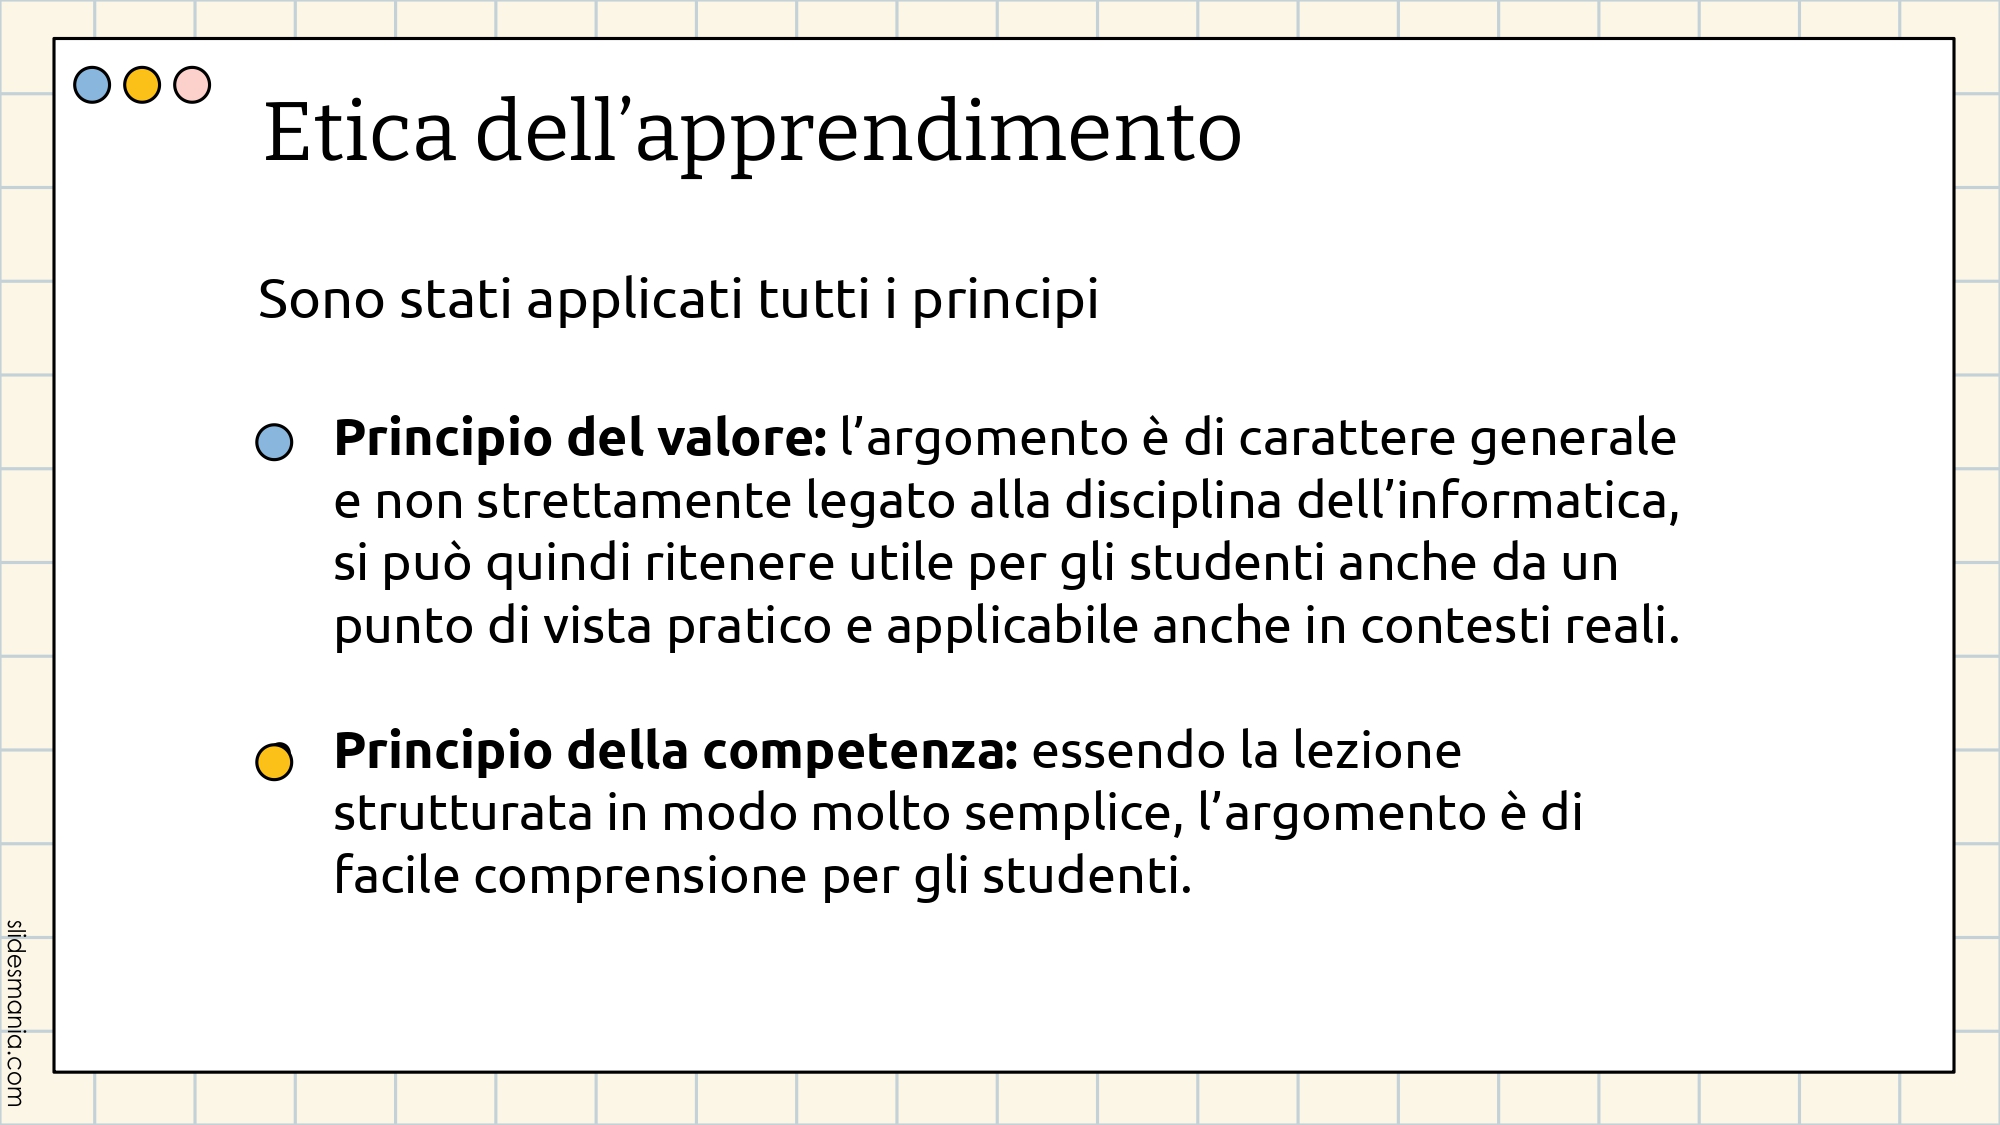 Etica dell’apprendimento
Sono stati applicati tutti i principi
Principio del valore: l’argomento è di carattere generale
e non strettamente legato alla disciplina dell’informatica,
si può quindi ritenere utile per gli studenti anche da un
punto di vista pratico e applicabile anche in contesti reali.
Principio della competenza: essendo la lezione
strutturata in modo molto semplice, l’argomento è di
facile comprensione per gli studenti.
slidesmania.com